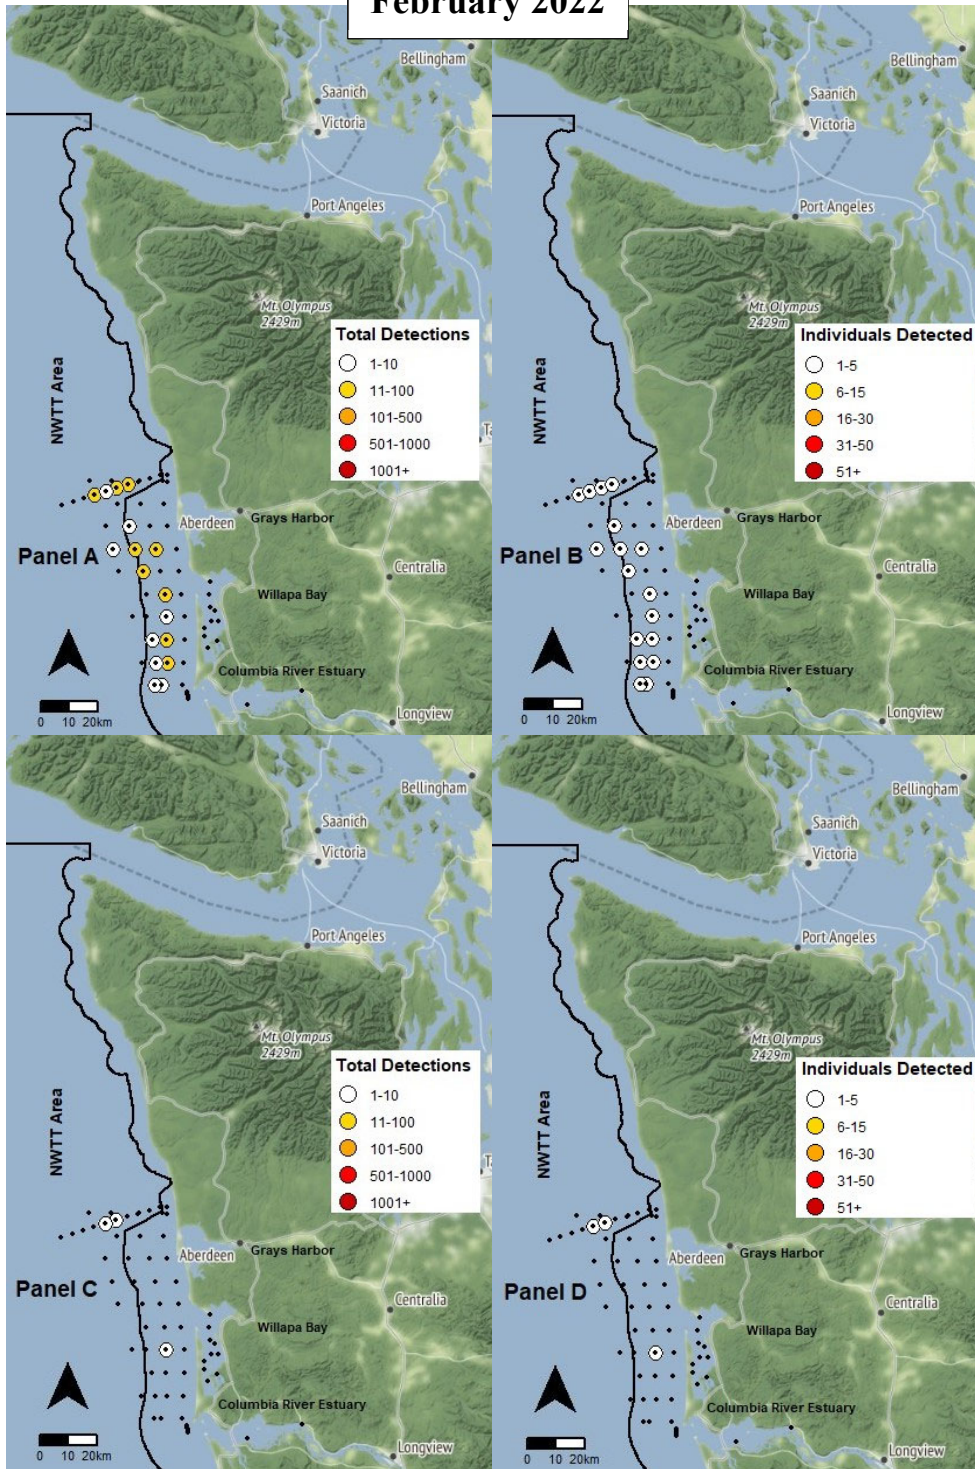 February 2022
Bellingham
Saanich
Victoria
Port Angeles
Mt. Olympus
2429m
Total Detections
1-10
11-100
101-500
501-1000
1001+
NWTT Area
Ta
Aberdeen
Grays Harbor
Panel A
Centralia
Willapa Bay
Columbia River Estuary
0 10 20km
Longview
Bellingham
Saanich
Victoria
Port Angeles
Mt. Olympus
2429m
Individuals Detected
1-5
6-15
16-30
31-50
51+
NWTT Area
Aberdeen
Grays Harbor
Panel B
Centralia
Willapa Bay
Columbia River Estuary
0 10 20km
Longview
Bellingham
Saanich
Victoria
Port Angeles
Mt. Olympus
2429m
Total Detections
1-10
11-100
101-500
501-1000
1001+
NWTT Area
Ta
Aberdeen
Grays Harbor
Panel C
Centralia
Willapa Bay
Columbia River Estuary
0 10 20km
Longview
Bellingham
Saanich
Victoria
Port Angeles
Mt. Olympus
2429m
Individuals Detected
1-5
6-15
16-30
31-50
51+
NWTT Area
Aberdeen
Grays Harbor
Panel D
Centralia
Willapa Bay
Columbia River Estuary
0 10 20km
Longview